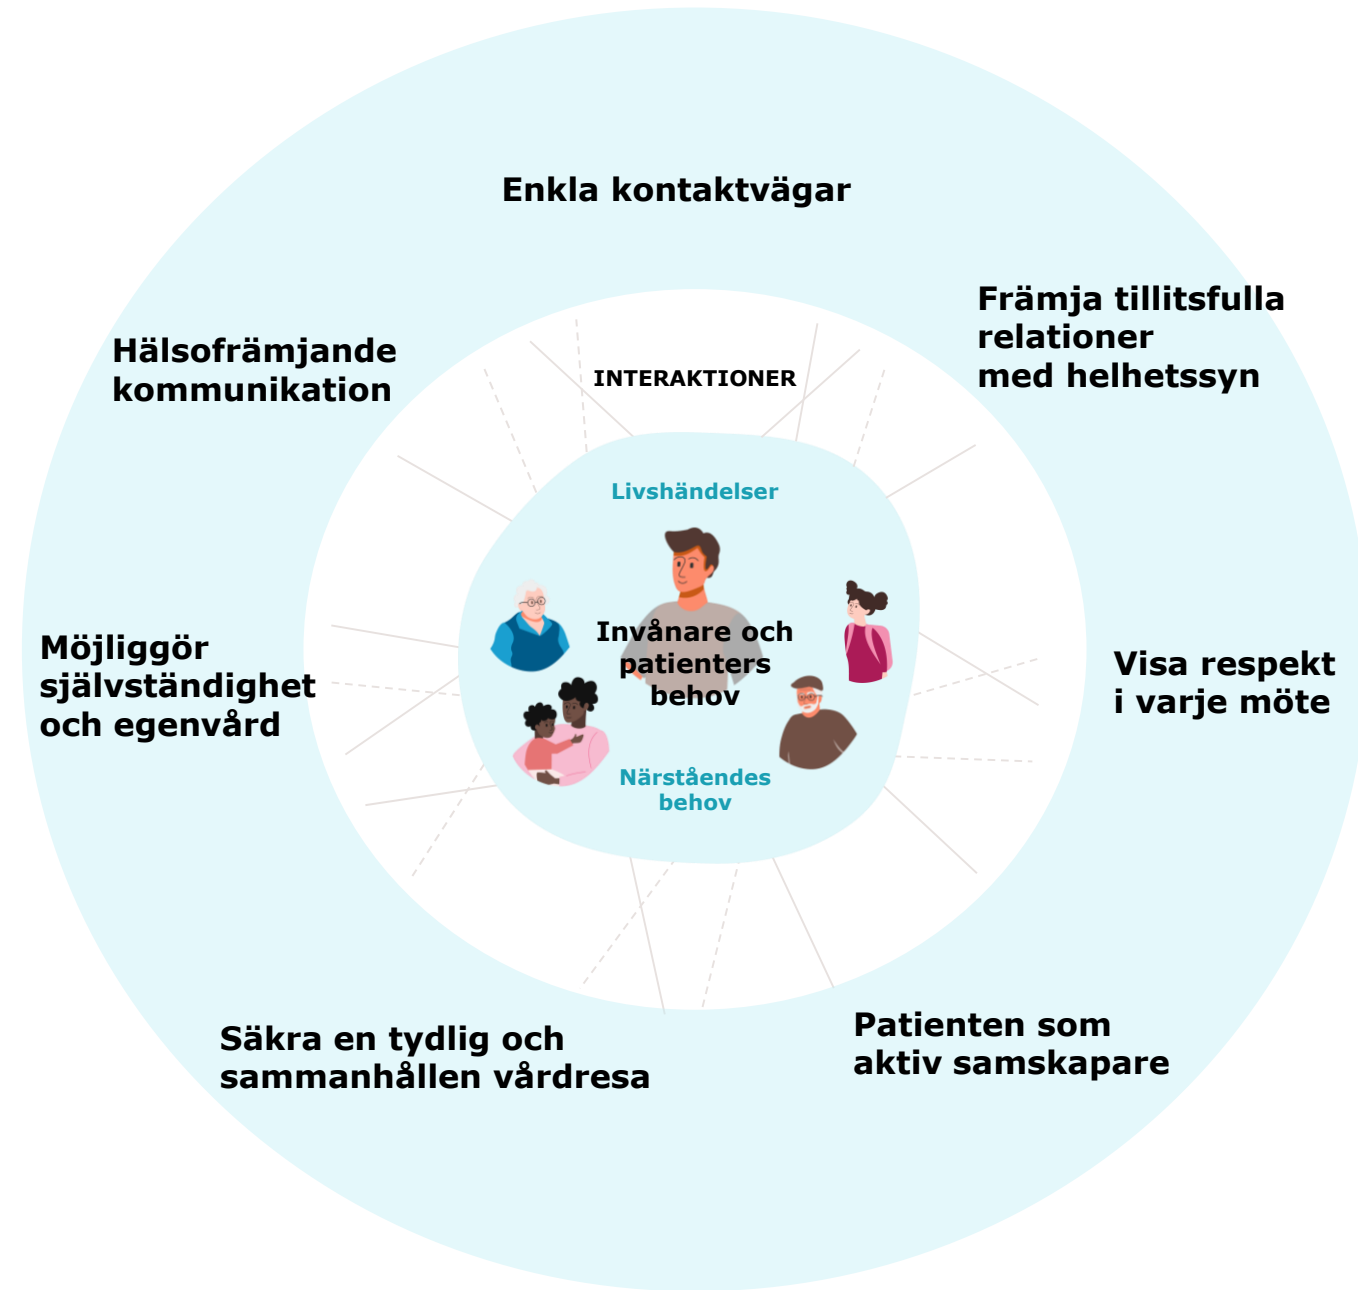 Enkla kontaktvägar
Främja tillitsfulla
relationer
med helhetssyn
Hälsofrämjande
kommunikation
INTERAKTIONER
Livshändelser
Invånare och
patienters
behov
Närståendes
behov
Möjliggör
självständighet
och egenvård
Visa respekt
i varje möte
Säkra en tydlig och
sammanhållen vårdresa
Patienten som
aktiv samskapare